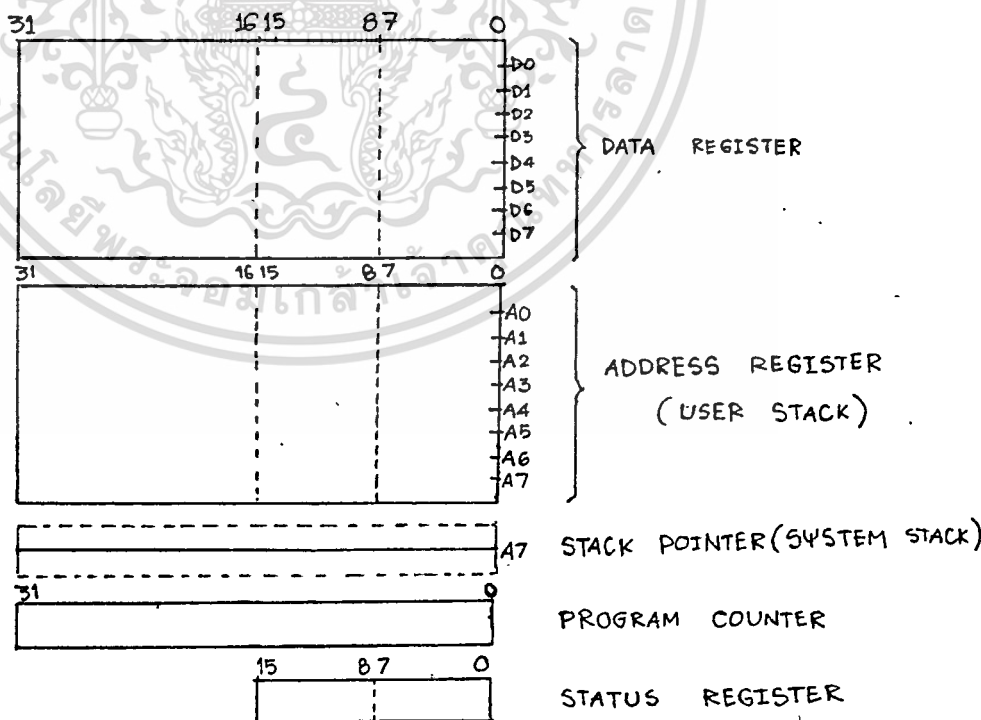 31 16 15 8 7 0
D0
D1
D2
D3
D4
D5
D6
D7
DATA REGISTER
31 16 15 8 7 0
A0
A1
A2
A3
A4
A5
A6
A7
ADDRESS REGISTER
(USER STACK)
A7 STACK POINTER (SYSTEM STACK)
31 0
PROGRAM COUNTER
15 8 7 0
STATUS REGISTER